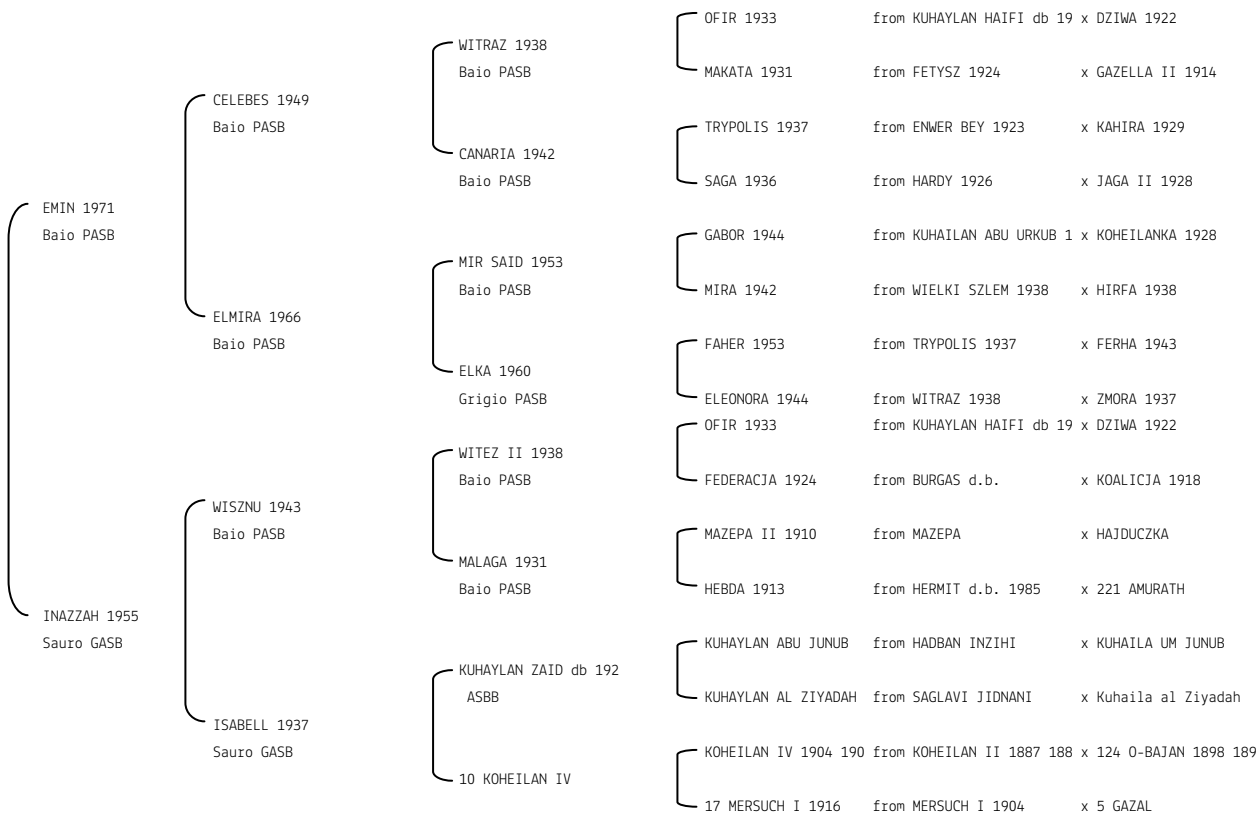 OFIR 1933 from KUHAYLAN HAIFI db 19 x DZIWA 1922
WITRAZ 1938
Baio PASB
MAKATA 1931 from FETYSZ 1924 x GAZELLA II 1914
CELEBES 1949
Baio PASB
TRYPOLIS 1937 from ENWER BEY 1923 x KAHIRA 1929
CANARIA 1942
Baio PASB
SAGA 1936 from HARDY 1926 x JAGA II 1928
EMIN 1971
Baio PASB
GABOR 1944 from KUHAILAN ABU URKUB 1 x KOHEILANKA 1928
MIR SAID 1953
Baio PASB
MIRA 1942 from WIELKI SZLEM 1938 x HIRFA 1938
ELMIRA 1966
Baio PASB
FAHER 1953 from TRYPOLIS 1937 x FERHA 1943
ELKA 1960
Grigio PASB
ELEONORA 1944 from WITRAZ 1938 x ZMORA 1937
OFIR 1933 from KUHAYLAN HAIFI db 19 x DZIWA 1922
WITEZ II 1938
Baio PASB
FEDERACJA 1924 from BURGAS d.b. x KOALICJA 1918
WISZNU 1943
Baio PASB
MAZEPA II 1910 from MAZEPA x HAJDUCZKA
MALAGA 1931
Baio PASB
HEBDA 1913 from HERMIT d.b. 1985 x 221 AMURATH
INAZZAH 1955
Sauro GASB
KUHAYLAN ABU JUNUB from HADBAN INZIHI x KUHAILA UM JUNUB
KUHAYLAN ZAID db 192
ASBB
KUHAYLAN AL ZIYADAH from SAGLAVI JIDNANI x Kuhaila al Ziyadah
ISABELL 1937
Sauro GASB
KOHEILAN IV 1904 190 from KOHEILAN II 1887 188 x 124 O-BAJAN 1898 189
10 KOHEILAN IV
17 MERSUCH I 1916 from MERSUCH I 1904 x 5 GAZAL